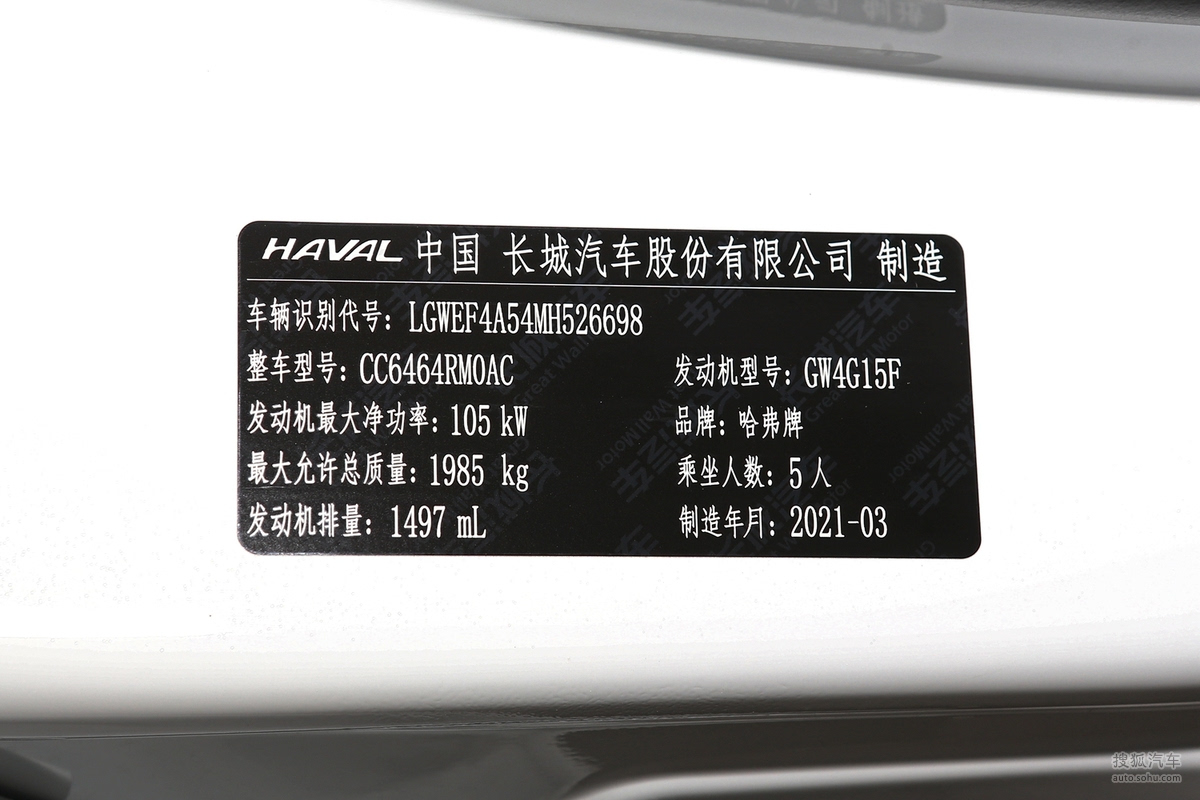 HAVAL 中国 长城汽车股份有限公司 制造
车辆识别代号：LGWEF4A54MH526698
整车型号：CC6464RM0AC 发动机型号：GW4G15F
发动机最大净功率：105 kW 品牌：哈弗牌
最大允许总质量：1985 kg 乘坐人数：5人
发动机排量：1497 mL 制造年月：2021-03
搜狐汽车
auto.sohu.com